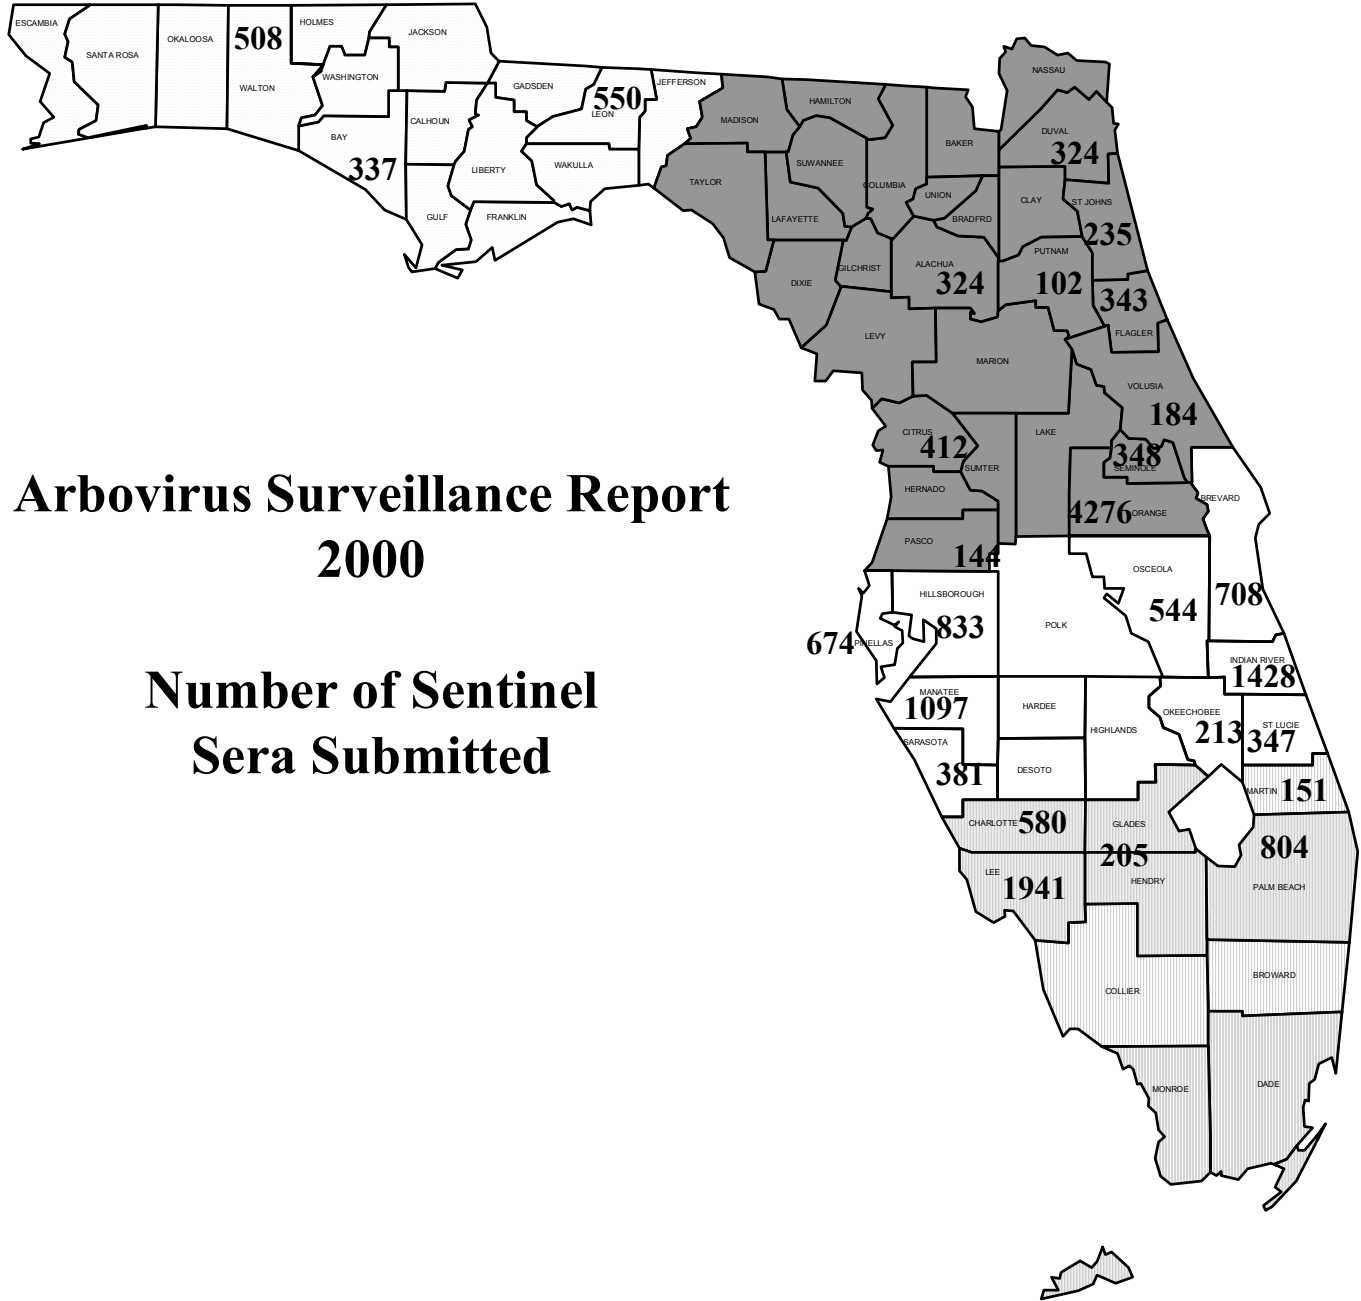 ESCAMBIA
SANTA ROSA
OKALOOSA
508
WALTON
HOLMES
JACKSON
WASHINGTON
BAY
337
CALHOUN
GULF
GADSDEN
LIBERTY
FRANKLIN
550
LEON
WAKULLA
JEFFERSON
MADISON
TAYLOR
HAMILTON
SUWANNEE
LAFAYETTE
COLUMBIA
DIXIE
GILCHRIST
BAKER
UNION
BRADFRD
NASSAU
DUVAL
324
CLAY
ST JOHNS
235
ALACHUA
324
PUTNAM
102
343
FLAGLER
LEVY
MARION
VOLUSIA
184
CITRUS
412
SUMTER
LAKE
348
SEMINOLE
HERNADO
4276
ORANGE
BREVARD
708
PASCO
144
Arbovirus Surveillance Report
2000
Number of Sentinel
Sera Submitted
HILLSBOROUGH
833
674
PINELLAS
POLK
OSCEOLA
544
INDIAN RIVER
1428
MANATEE
1097
HARDEE
HIGHLANDS
OKEECHOBEE
213
ST LUCIE
347
SARASOTA
381
DESOTO
MARTIN 151
CHARLOTTE 580
GLADES
205
HENDRY
804
PALM BEACH
LEE
1941
COLLIER
BROWARD
MONROE
DADE